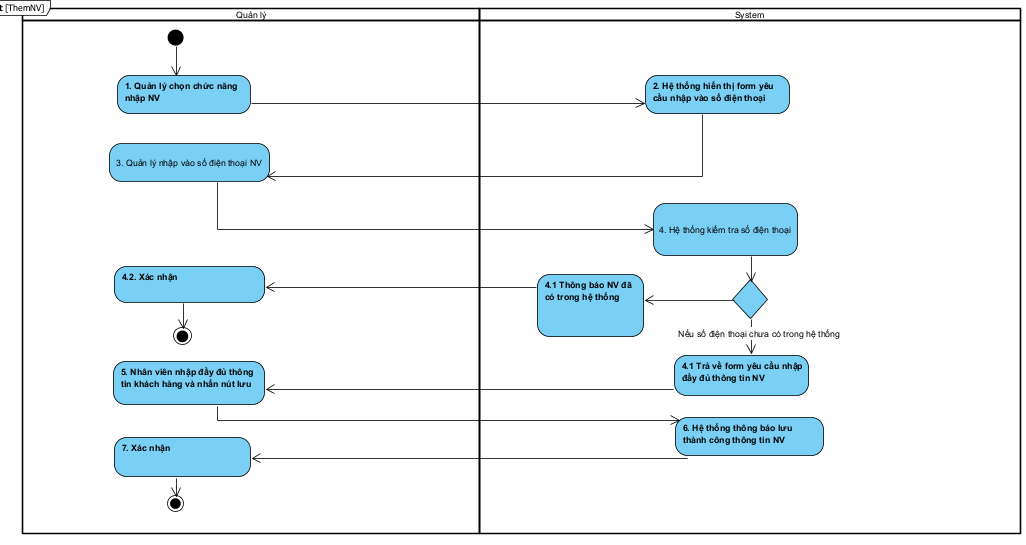 t [ThemNV]
Quản lý
System
1. Quản lý chọn chức năng
nhập NV
2. Hệ thống hiển thị form yêu
cầu nhập vào số điện thoại
3. Quản lý nhập vào số điện thoại NV
4. Hệ thống kiểm tra số điện thoại
4.2. Xác nhận
4.1 Thông báo NV đã
có trong hệ thống
Nếu số điện thoại chưa có trong hệ thống
4.1 Trả về form yêu cầu nhập
đầy đủ thông tin NV
5. Nhân viên nhập đầy đủ thông
tin khách hàng và nhấn nút lưu
6. Hệ thống thông báo lưu
thành công thông tin NV
7. Xác nhận